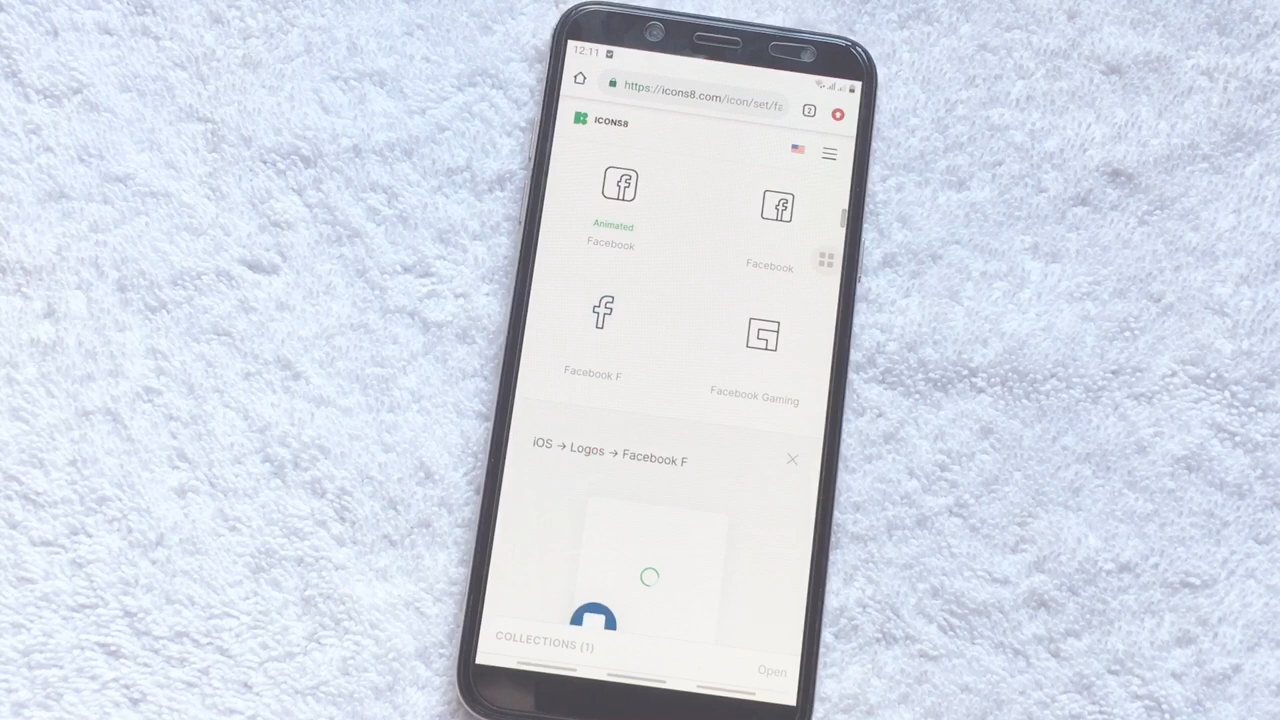 12:11
https://icons8.com/icon/set/fa
2
ICONS8
Animated
Facebook
Facebook
Facebook F
Facebook Gaming
iOS → Logos → Facebook F
COLLECTIONS (1)
Open